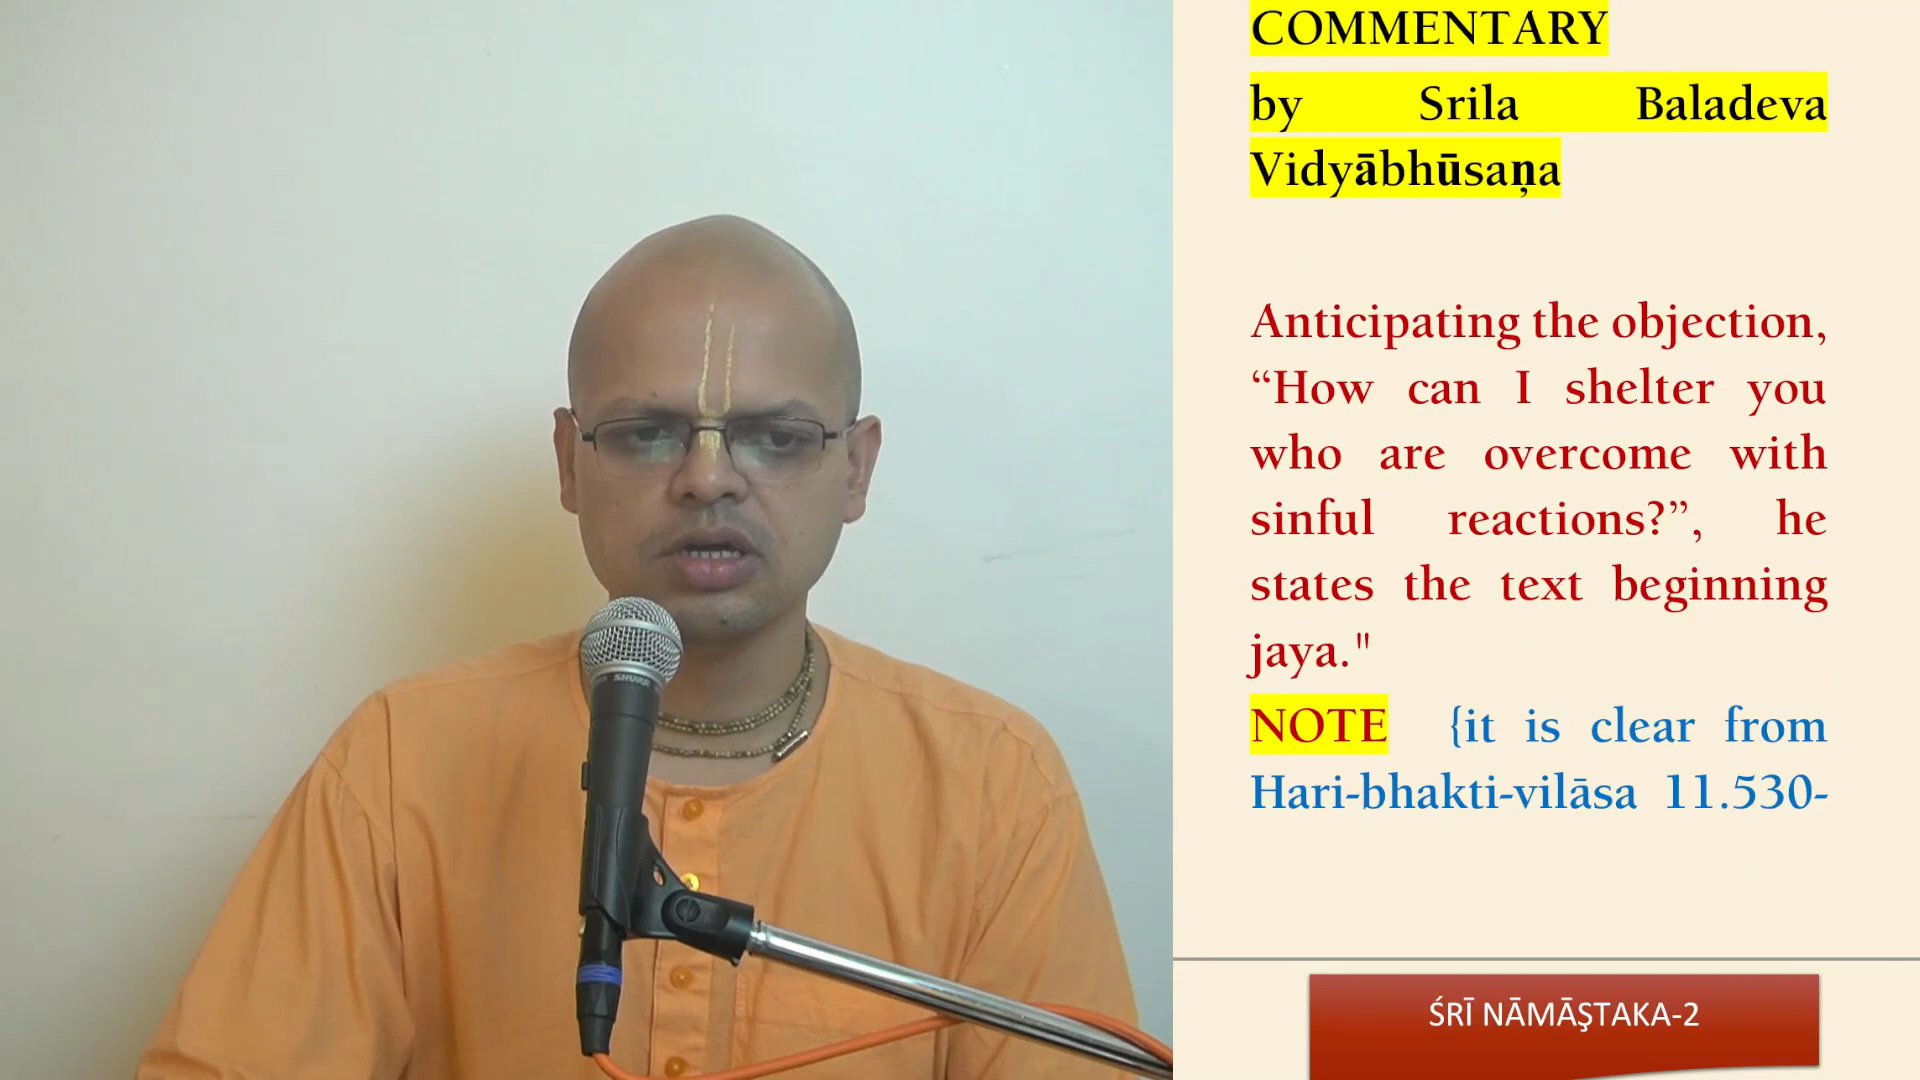 COMMENTARY
by Srila Baladeva
Vidyābhūsaṇa
Anticipating the objection,
“How can I shelter you
who are overcome with
sinful reactions?”, he
states the text beginning
jaya."
NOTE {it is clear from
Hari-bhakti-vilāsa 11.530-
ŚRĪ NĀMĀŞTAKA-2
SHURE